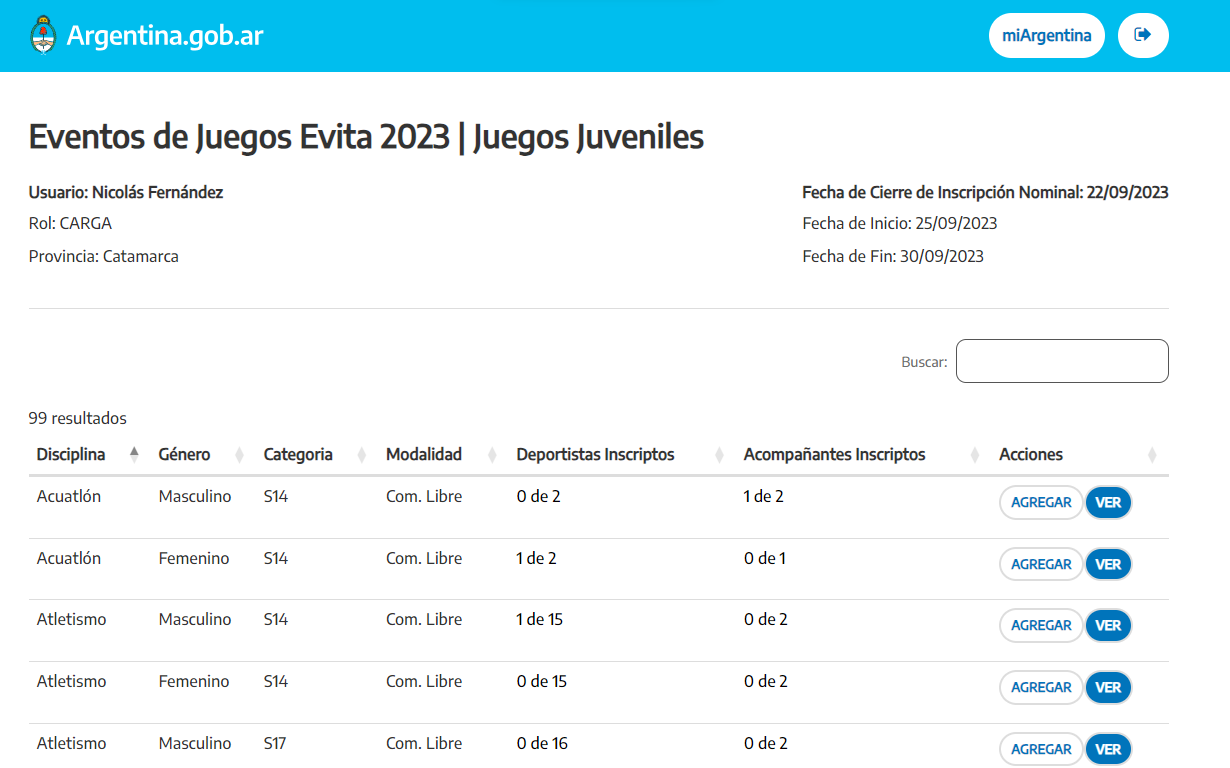 Argentina.gob.ar
miArgentina
Eventos de Juegos Evita 2023 | Juegos Juveniles
Usuario: Nicolás Fernández
Fecha de Cierre de Inscripción Nominal: 22/09/2023
Rol: CARGA
Fecha de Inicio: 25/09/2023
Provincia: Catamarca
Fecha de Fin: 30/09/2023
Buscar:
99 resultados
Disciplina Género Categoria Modalidad Deportistas Inscriptos Acompañantes Inscriptos Acciones
Acuatlón Masculino S14 Com. Libre 0 de 2 1 de 2 AGREGAR VER
Acuatlón Femenino S14 Com. Libre 1 de 2 0 de 1 AGREGAR VER
Atletismo Masculino S14 Com. Libre 1 de 15 0 de 2 AGREGAR VER
Atletismo Femenino S14 Com. Libre 0 de 15 0 de 2 AGREGAR VER
Atletismo Masculino S17 Com. Libre 0 de 16 0 de 2 AGREGAR VER